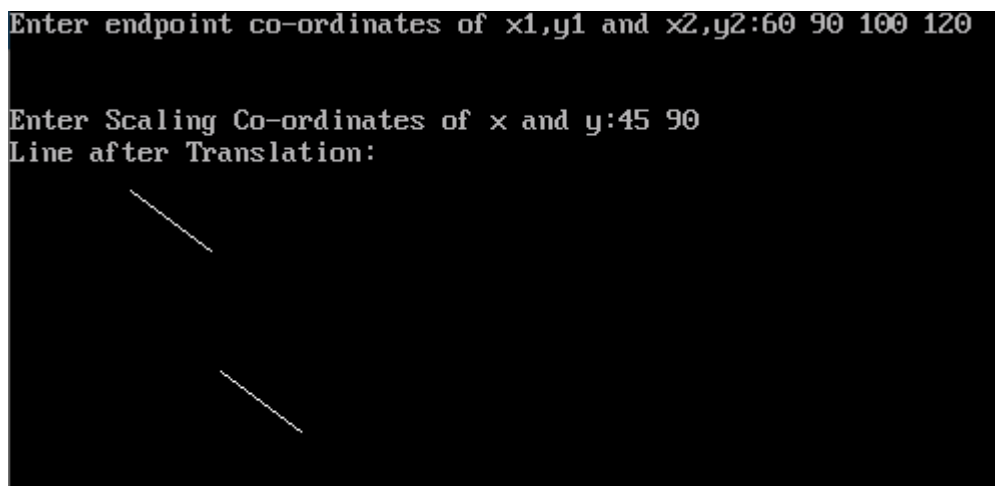 Enter endpoint co-ordinates of x1,y1 and x2,y2:60 90 100 120
Enter Scaling Co-ordinates of x and y:45 90
Line after Translation: